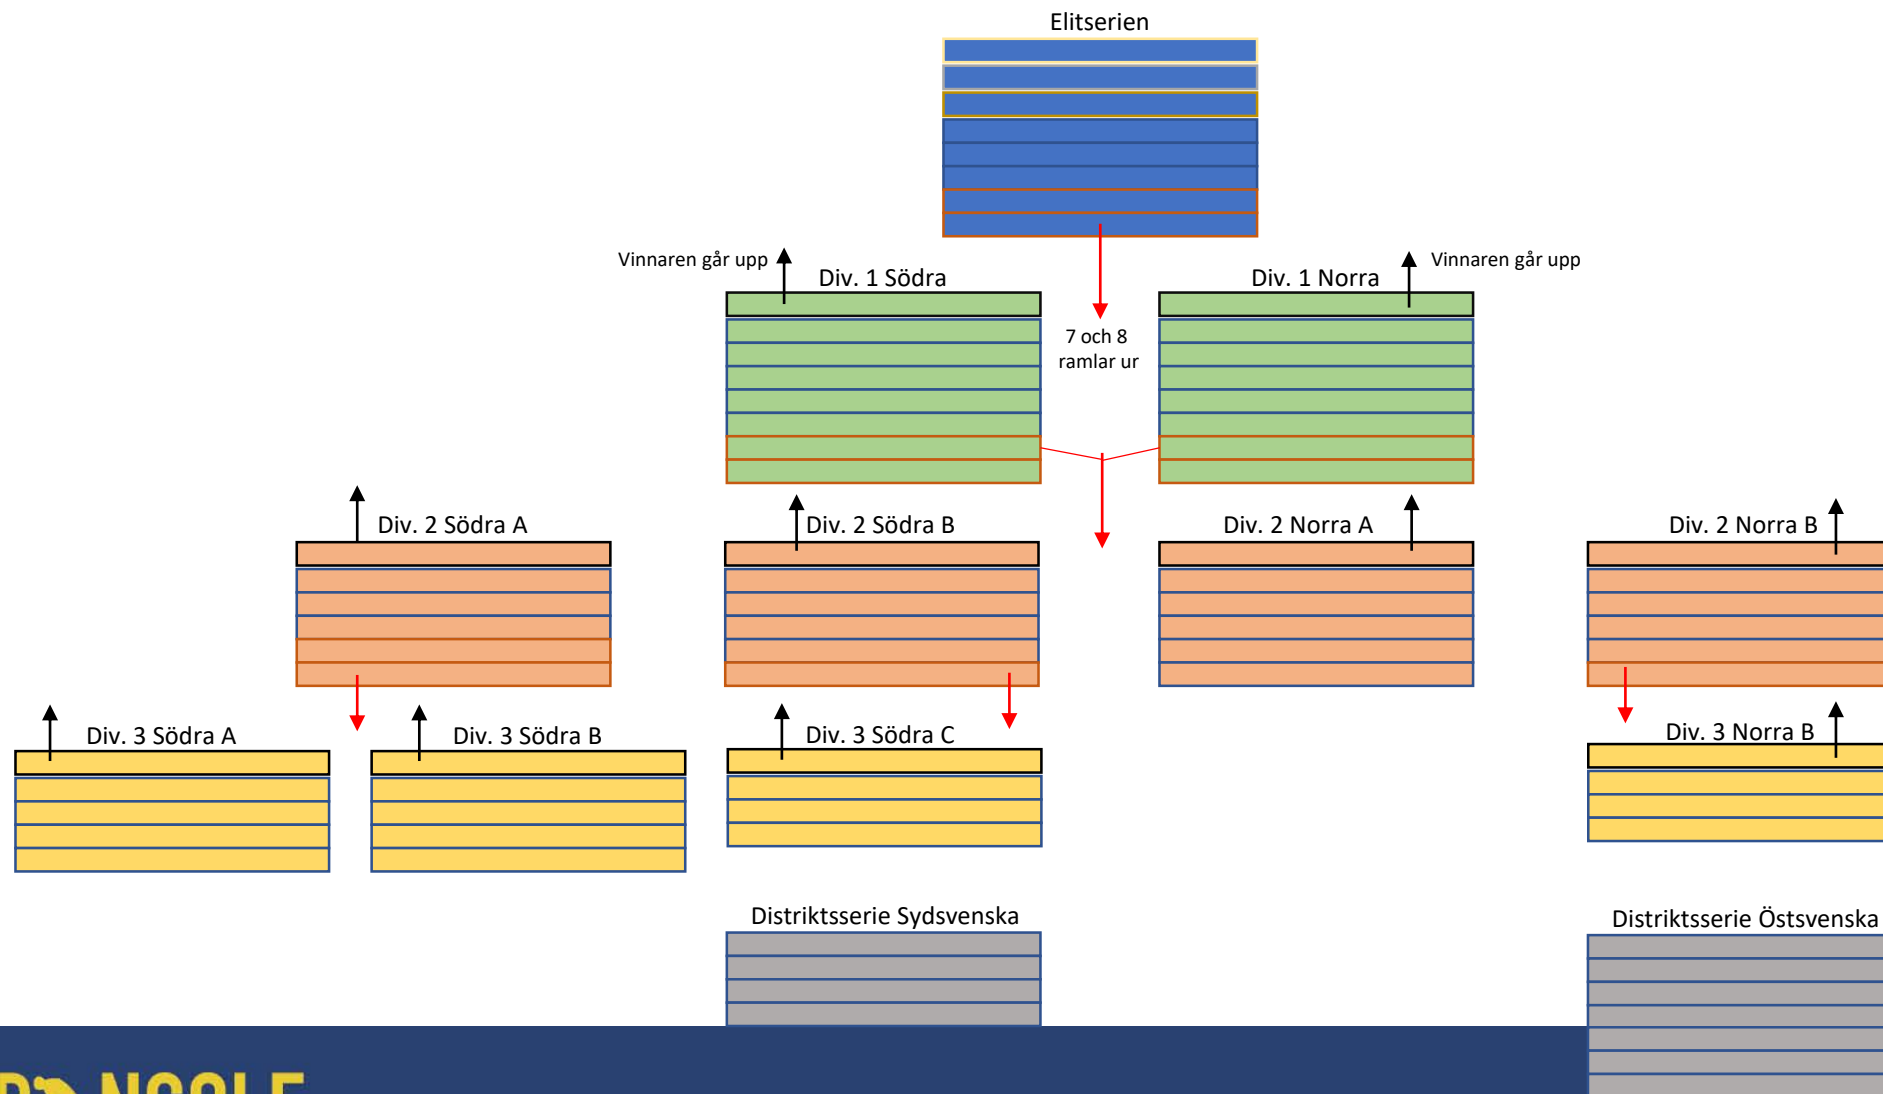 Elitserien
Vinnaren går upp
Vinnaren går upp
Div. 1 Södra
Div. 1 Norra
7 och 8
ramlar ur
Div. 2 Södra A
Div. 2 Södra B
Div. 2 Norra A
Div. 2 Norra B
Div. 3 Södra A
Div. 3 Södra B
Div. 3 Södra C
Div. 3 Norra B
Distriktsserie Sydsvenska
Distriktsserie Östsvenska